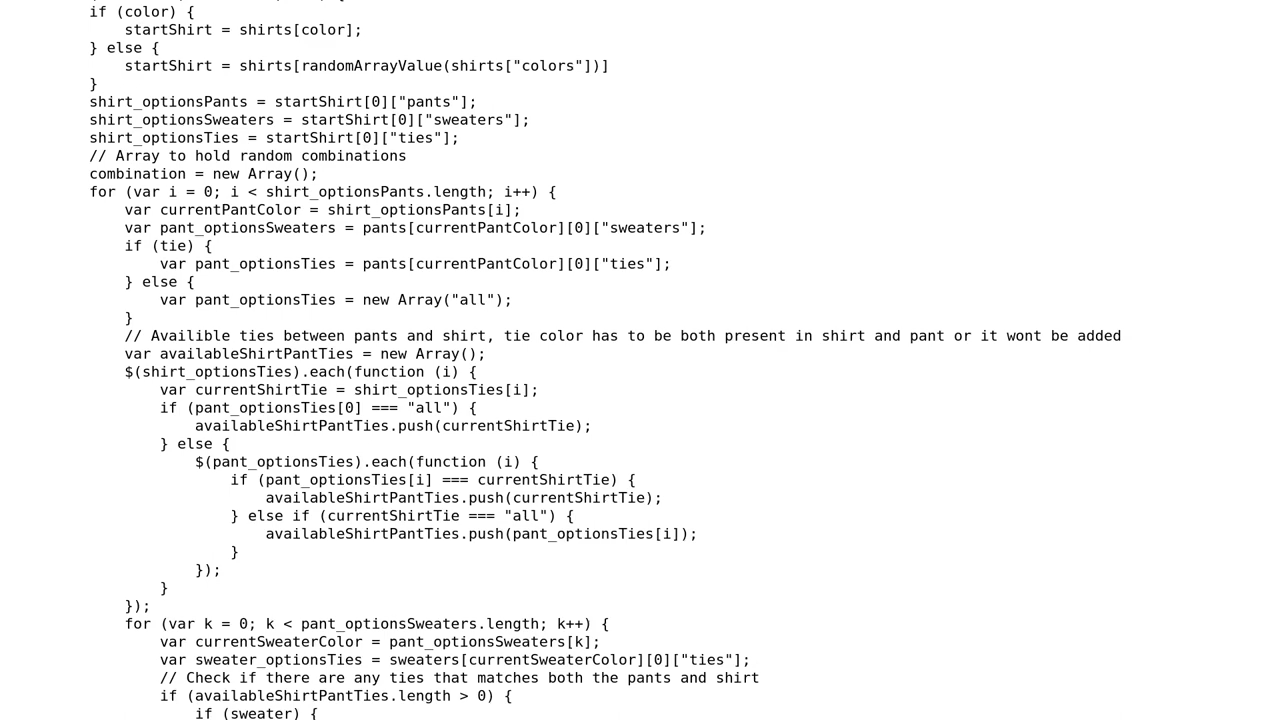 if (color) {
startShirt = shirts[color];
} else {
startShirt = shirts[randomArrayValue(shirts["colors"])]
}
shirt_optionsPants = startShirt[0]["pants"];
shirt_optionsSweaters = startShirt[0]["sweaters"];
shirt_optionsTies = startShirt[0]["ties"];
// Array to hold random combinations
combination = new Array();
for (var i = 0; i < shirt_optionsPants.length; i++) {
var currentPantColor = shirt_optionsPants[i];
var pant_optionsSweaters = pants[currentPantColor][0]["sweaters"];
if (tie) {
var pant_optionsTies = pants[currentPantColor][0]["ties"];
} else {
var pant_optionsTies = new Array("all");
}
// Availible ties between pants and shirt, tie color has to be both present in shirt and pant or it wont be added
var availableShirtPantTies = new Array();
$(shirt_optionsTies).each(function (i) {
var currentShirtTie = shirt_optionsTies[i];
if (pant_optionsTies[0] === "all") {
availableShirtPantTies.push(currentShirtTie);
} else {
$(pant_optionsTies).each(function (i) {
if (pant_optionsTies[i] === currentShirtTie) {
availableShirtPantTies.push(currentShirtTie);
} else if (currentShirtTie === "all") {
availableShirtPantTies.push(pant_optionsTies[i]);
}
});
}
});
for (var k = 0; k < pant_optionsSweaters.length; k++) {
var currentSweaterColor = pant_optionsSweaters[k];
var sweater_optionsTies = sweaters[currentSweaterColor][0]["ties"];
// Check if there are any ties that matches both the pants and shirt
if (availableShirtPantTies.length > 0) {
if (sweater) {